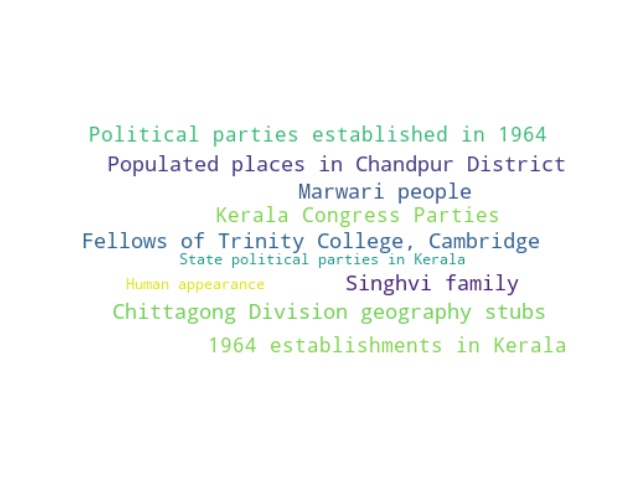 Political parties established in 1964
Populated places in Chandpur District
Marwari people
Kerala Congress Parties
Fellows of Trinity College, Cambridge
State political parties in Kerala
Human appearance
Singhvi family
Chittagong Division geography stubs
1964 establishments in Kerala